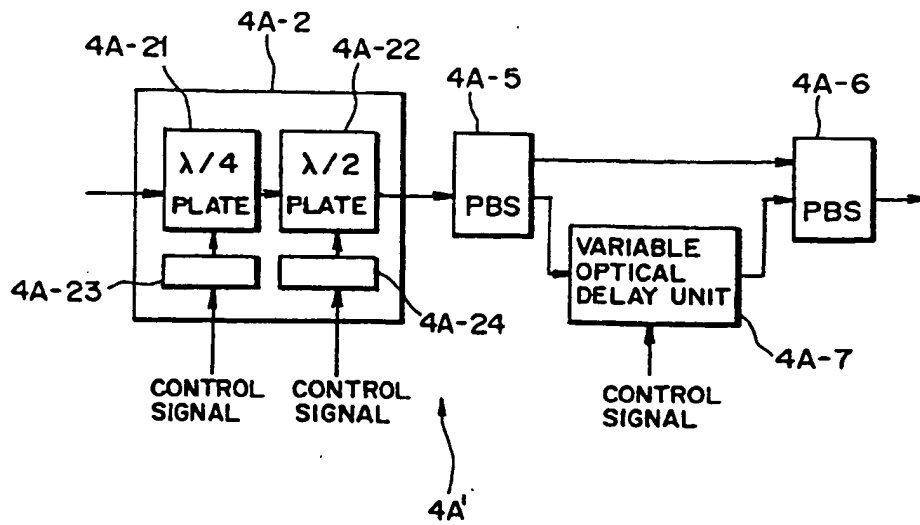 4A-2
4A-21
4A-22
4A-5
4A-6
λ/4
PLATE
λ/2
PLATE
PBS
PBS
VARIABLE
OPTICAL
DELAY UNIT
4A-23
4A-24
4A-7
CONTROL
SIGNAL
CONTROL
SIGNAL
CONTROL
SIGNAL
4A'